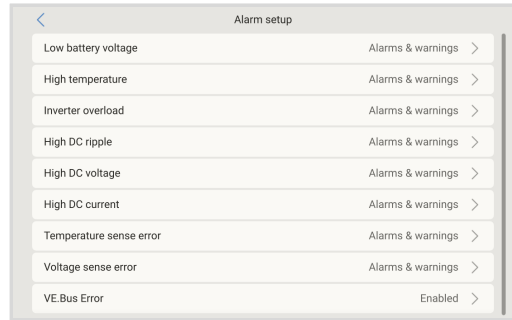 Alarm setup
Low battery voltage Alarms & warnings
High temperature Alarms & warnings
Inverter overload Alarms & warnings
High DC ripple Alarms & warnings
High DC voltage Alarms & warnings
High DC current Alarms & warnings
Temperature sense error Alarms & warnings
Voltage sense error Alarms & warnings
VE.Bus Error Enabled